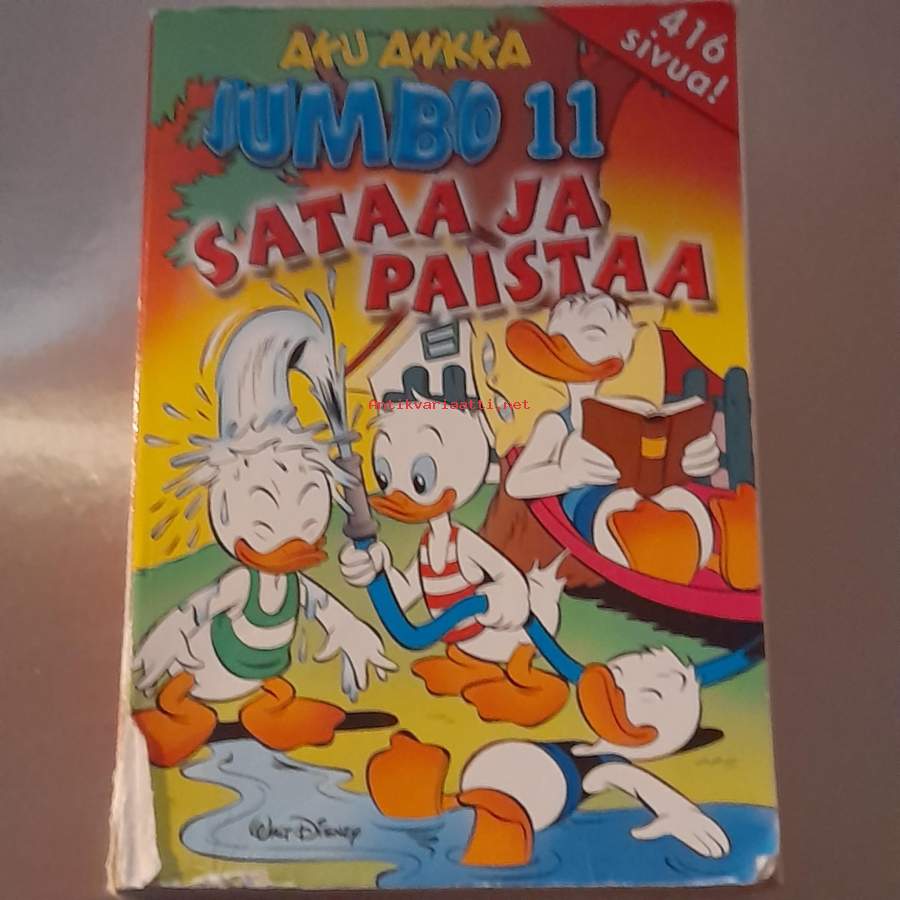 416
sivua!
AKU ANKKA
JUMBO 11
SATAA JA
PAISTAA
Antikvariaatti.net
WALT DISNEY